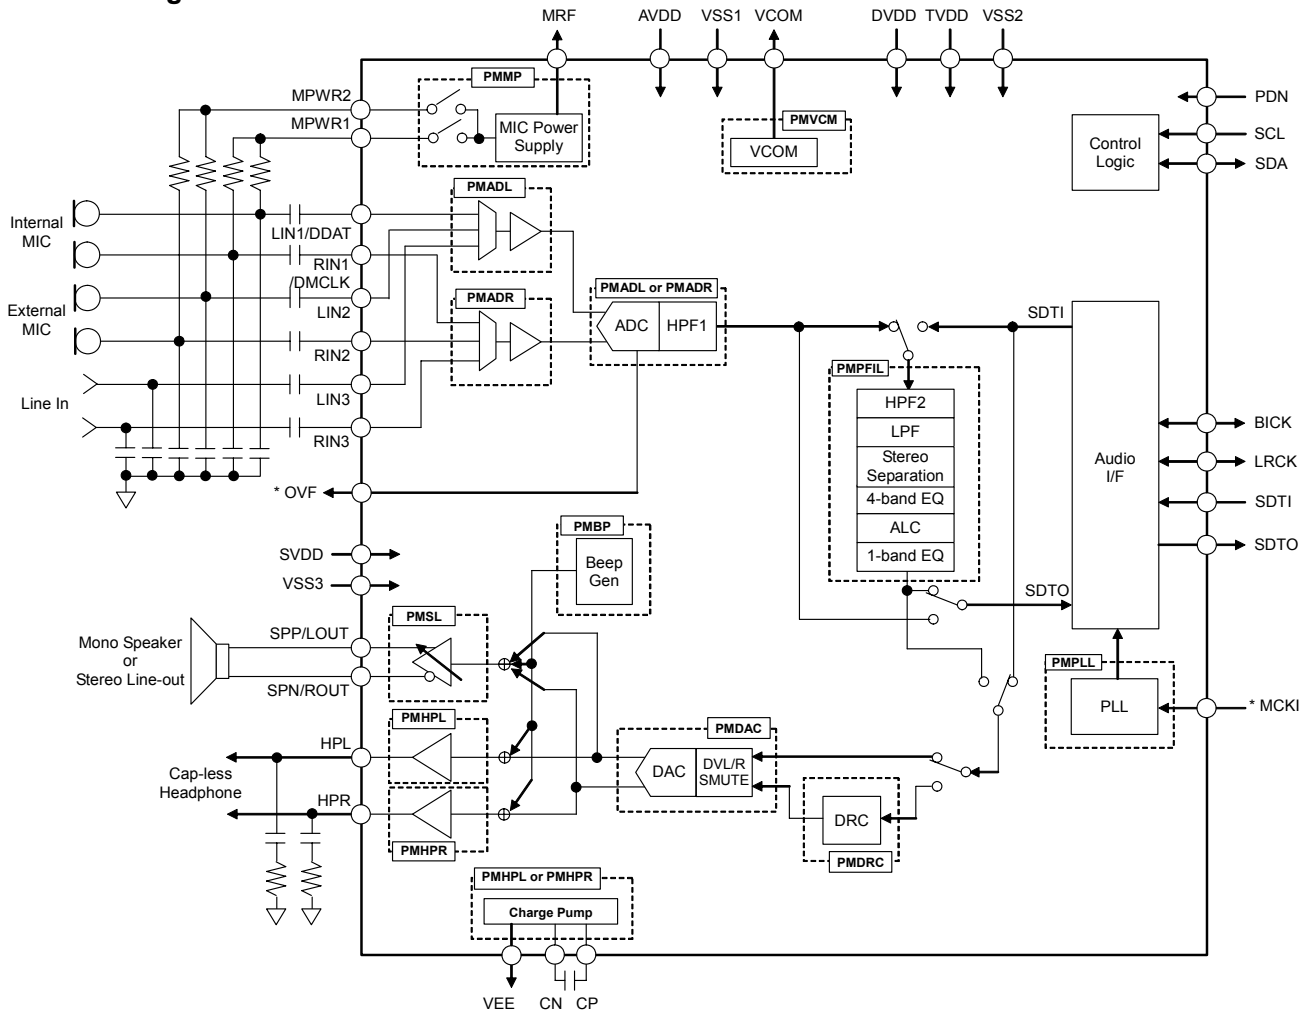 MRF AVDD VSS1 VCOM DVDD TVDD VSS2
PMMP
MPWR2
MPWR1
MIC Power
Supply
PMVCM
VCOM
Control
Logic
PDN
SCL
SDA
Internal
MIC
LIN1/DDAT
RIN1
/DMCLK
External
MIC
LIN2
RIN2
Line In
LIN3
RIN3
PMADL
PMADR
PMADL or PMADR
ADC
HPF1
SDTI
PMPFIL
HPF2
LPF
Stereo
Separation
4-band EQ
ALC
1-band EQ
Audio
I/F
BICK
LRCK
SDTI
SDTO
* OVF
SVDD
VSS3
PMBP
Beep
Gen
SDTO
PMSL
SPP/LOUT
Mono Speaker
or
Stereo Line-out
SPN/ROUT
PMPLL
PLL
* MCKI
PMHPL
HPL
Cap-less
Headphone
HPR
PMHPR
PMDAC
DAC
DVL/R
SMUTE
DRC
PMDRC
PMHPL or PMHPR
Charge Pump
VEE CN CP